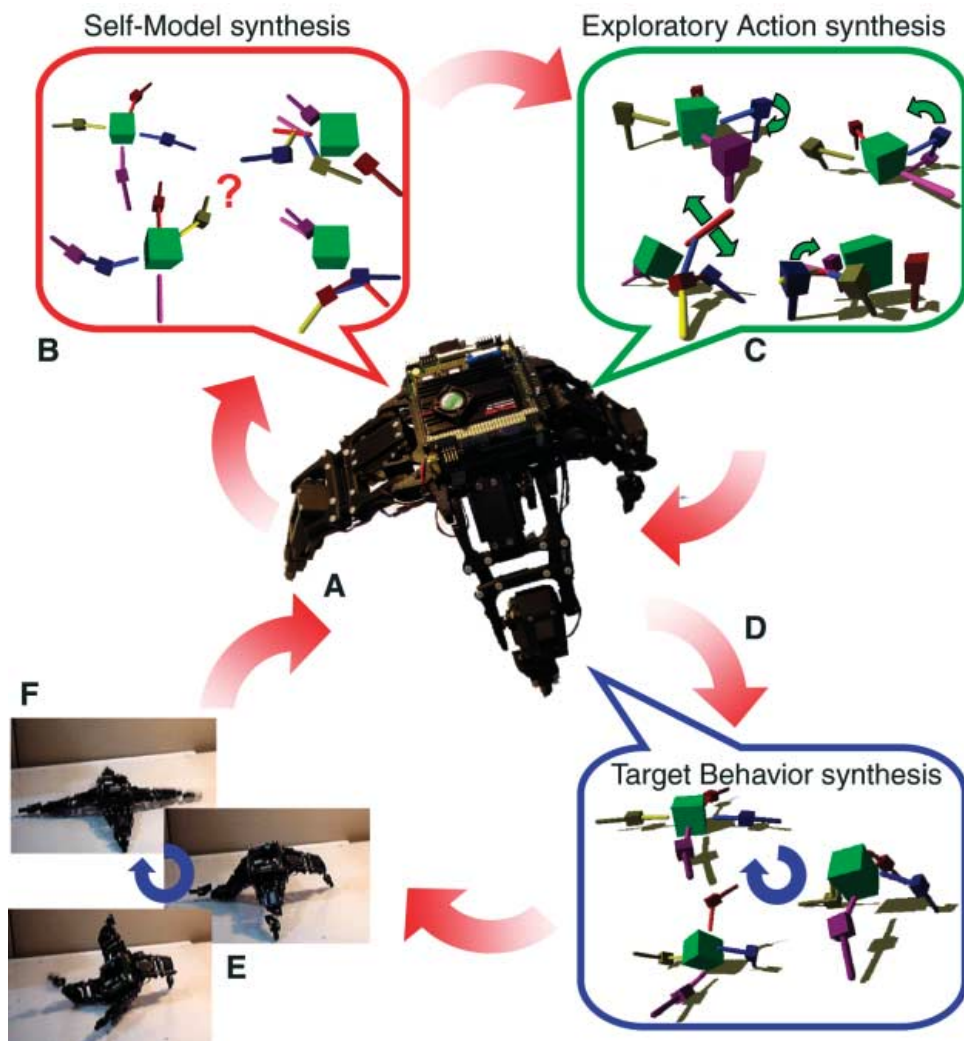 Self-Model synthesis
Exploratory Action synthesis
?
B
C
A
D
F
Target Behavior synthesis
E